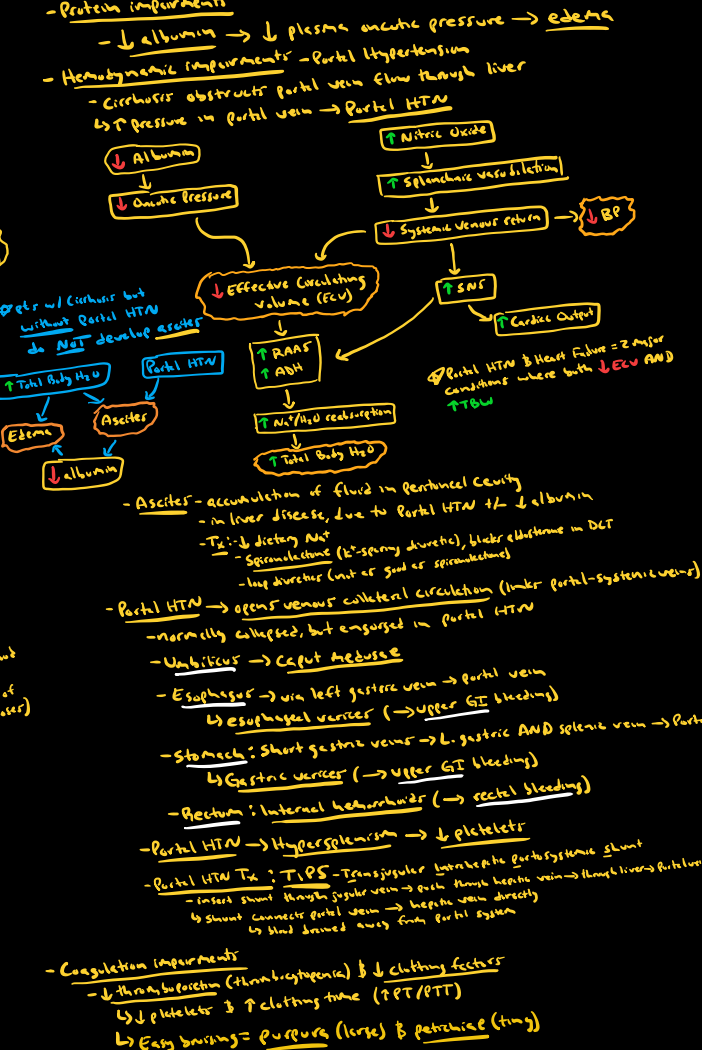 - Protein impairments
- ↓ albumin → ↓ plasma oncotic pressure → edema
- Hemodynamic impairments - Portal Hypertension
- Cirrhosis obstructs portal vein flow through liver
↳ ↑ pressure in portal vein → Portal HTN
↓ Albumin
↓ Oncotic Pressure
↑ Nitric Oxide
↑ Splanchnic vasodilation
↓ Systemic venous return → ↓ BP
↓ Effective Circulating
Volume (ECV)
↑ SNS
↑ Cardiac Output
↑ RAAS
↑ ADH
↑ Na⁺/H₂O reabsorption
↑ Total Body H₂O
pts w/ Cirrhosis but
without Portal HTN
do NOT develop ascites
↑ Total Body H₂O
Portal HTN
Edema
Ascites
↓ albumin
Portal HTN & Heart Failure = 2 major
conditions where both ↓ ECV AND
↑ TBW
- Ascites - accumulation of fluid in peritoneal cavity
- in liver disease, due to Portal HTN +/- ↓ albumin
- Tx: - ↓ dietary Na⁺
- Spironolactone (K⁺-sparing diuretic), blocks aldosterone in DCT
- loop diuretics (not as good as spironolactone)
- Portal HTN → opens venous collateral circulation (links portal-systemic veins)
- normally collapsed, but engorged in portal HTN
- Umbilicus → Caput medusae
- Esophagus → via left gastric vein → portal vein
↳ esophageal varices (→ upper GI bleeding)
- Stomach: Short gastric veins → L. gastric AND splenic vein → Port
↳ Gastric varices (→ upper GI bleeding)
- Rectum: Internal hemorrhoids (→ rectal bleeding)
- Portal HTN → Hypersplenism → ↓ platelets
- Portal HTN Tx: TIPS - Transjugular Intrahepatic Portosystemic Shunt
- insert shunt through jugular vein → push through hepatic vein → through liver → Portal vei
↳ shunt connects portal vein → hepatic vein directly
↳ blood drained away from portal system
of
- Coagulation impairments
- ↓ thrombopoietin (thrombocytopenia) & ↓ clotting factors
↳ ↓ platelets & ↑ clotting time (↑ PT/PTT)
↳ Easy bruising = purpura (large) & petechiae (tiny)